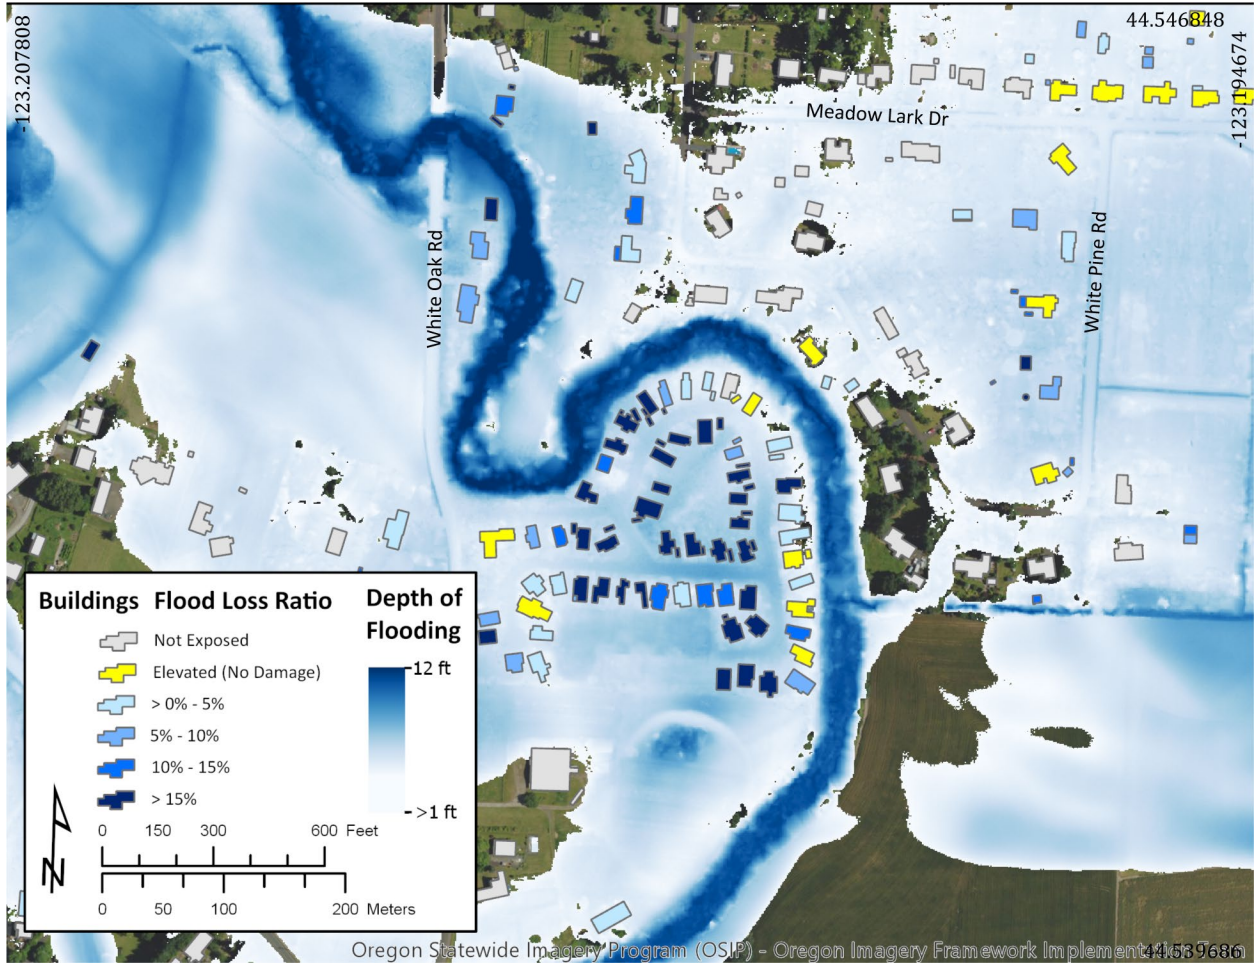 -123.207808
44.546848
-123.194674
Meadow Lark Dr
White Oak Rd
White Pine Rd
Buildings Flood Loss Ratio
Not Exposed
Elevated (No Damage)
> 0% - 5%
5% - 10%
10% - 15%
> 15%
Depth of
Flooding
12 ft
>1 ft
0 150 300 600 Feet
N
0 50 100 200 Meters
Oregon Statewide Imagery Program (OSIP) - Oregon Imagery Framework
44.539686